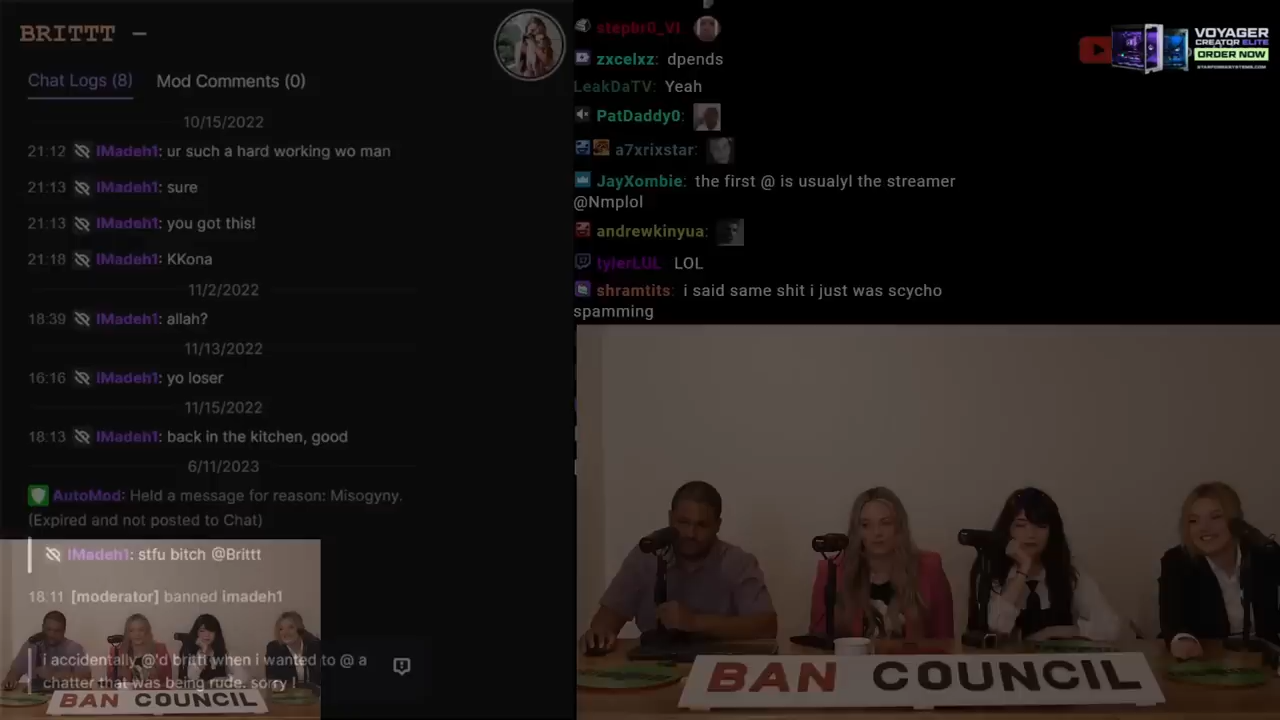 BRITTT –
Chat Logs (8) Mod Comments (0)
10/15/2022
21:12 IMadeh1: ur such a hard working wo man
21:13 IMadeh1: sure
21:13 IMadeh1: you got this!
21:18 IMadeh1: KKona
11/2/2022
18:39 IMadeh1: allah?
11/13/2022
16:16 IMadeh1: yo loser
11/15/2022
18:13 IMadeh1: back in the kitchen, good
6/11/2023
AutoMod: Held a message for reason: Misogyny.
(Expired and not posted to Chat)
IMadeh1: stfu bitch @Brittt
18:11 [moderator] banned imadeh1
i accidentally @'d brittt when i wanted to @ a
chatter that was being rude. sorry !
BAN COUNCIL
stepbr0_VI
zxcelxz: dpends
LeakDaTV: Yeah
PatDaddy0:
a7xrixstar:
JayXombie: the first @ is usualyl the streamer
@Nmplol
andrewkinyua:
tylerLUL LOL
shramtits: i said same shit i just was scycho
spamming
VOYAGER
CREATOR ELITE
ORDER NOW
BAN COUNCIL